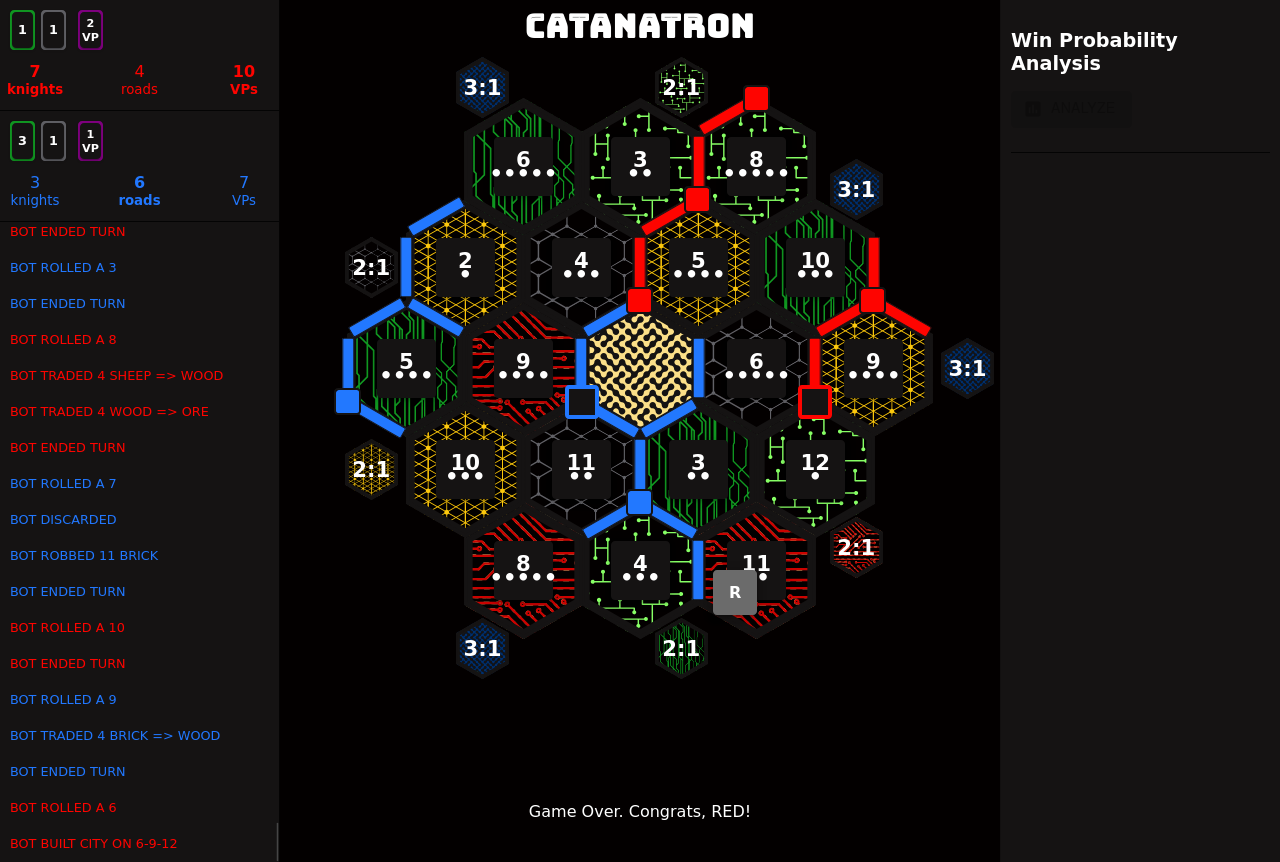 1 1 2 VP
7 knights 4 roads 10 VPs
3 1 1 VP
3 knights 6 roads 7 VPs
BOT ENDED TURN
BOT ROLLED A 3
BOT ENDED TURN
BOT ROLLED A 8
BOT TRADED 4 SHEEP => WOOD
BOT TRADED 4 WOOD => ORE
BOT ENDED TURN
BOT ROLLED A 7
BOT DISCARDED
BOT ROBBED 11 BRICK
BOT ENDED TURN
BOT ROLLED A 10
BOT ENDED TURN
BOT ROLLED A 9
BOT TRADED 4 BRICK => WOOD
BOT ENDED TURN
BOT ROLLED A 6
BOT BUILT CITY ON 6-9-12
CATANATRON
3:1 2:1
6 3 8
3:1
2:1 2 4 5 10
5 9 6 9 3:1
2:1 10 11 3 12
2:1
8 4 11
R
3:1 2:1
Game Over. Congrats, RED!
Win Probability
Analysis
ANALYZE